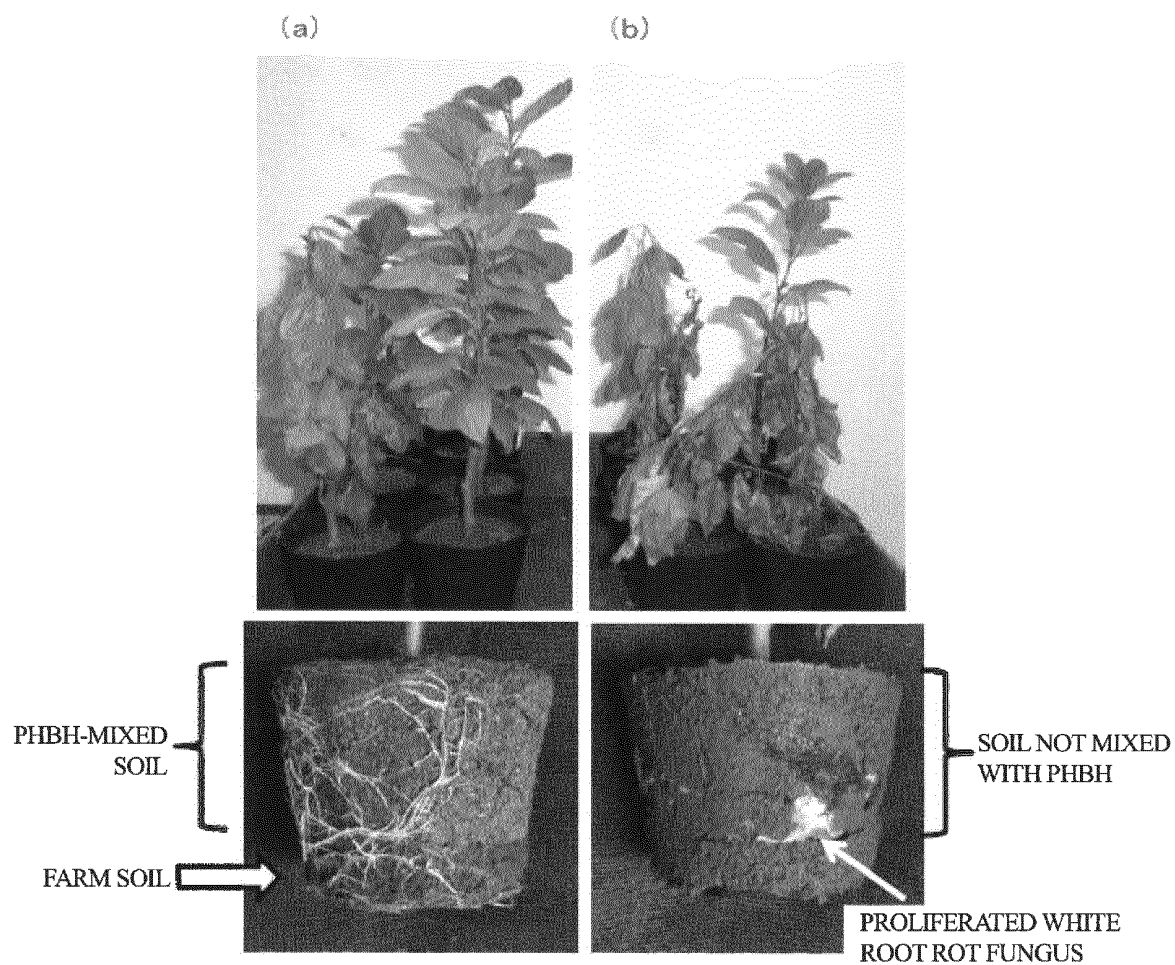 (a)
(b)
PHBH-MIXED
SOIL
SOIL NOT MIXED
WITH PHBH
FARM SOIL
PROLIFERATED WHITE
ROOT ROT FUNGUS